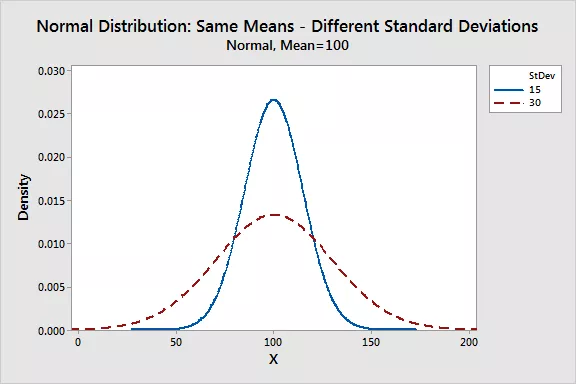 Normal Distribution: Same Means - Different Standard Deviations
Normal, Mean=100
StDev
15
30
Density
0.030
0.025
0.020
0.015
0.010
0.005
0.000
0 50 100 150 200
X